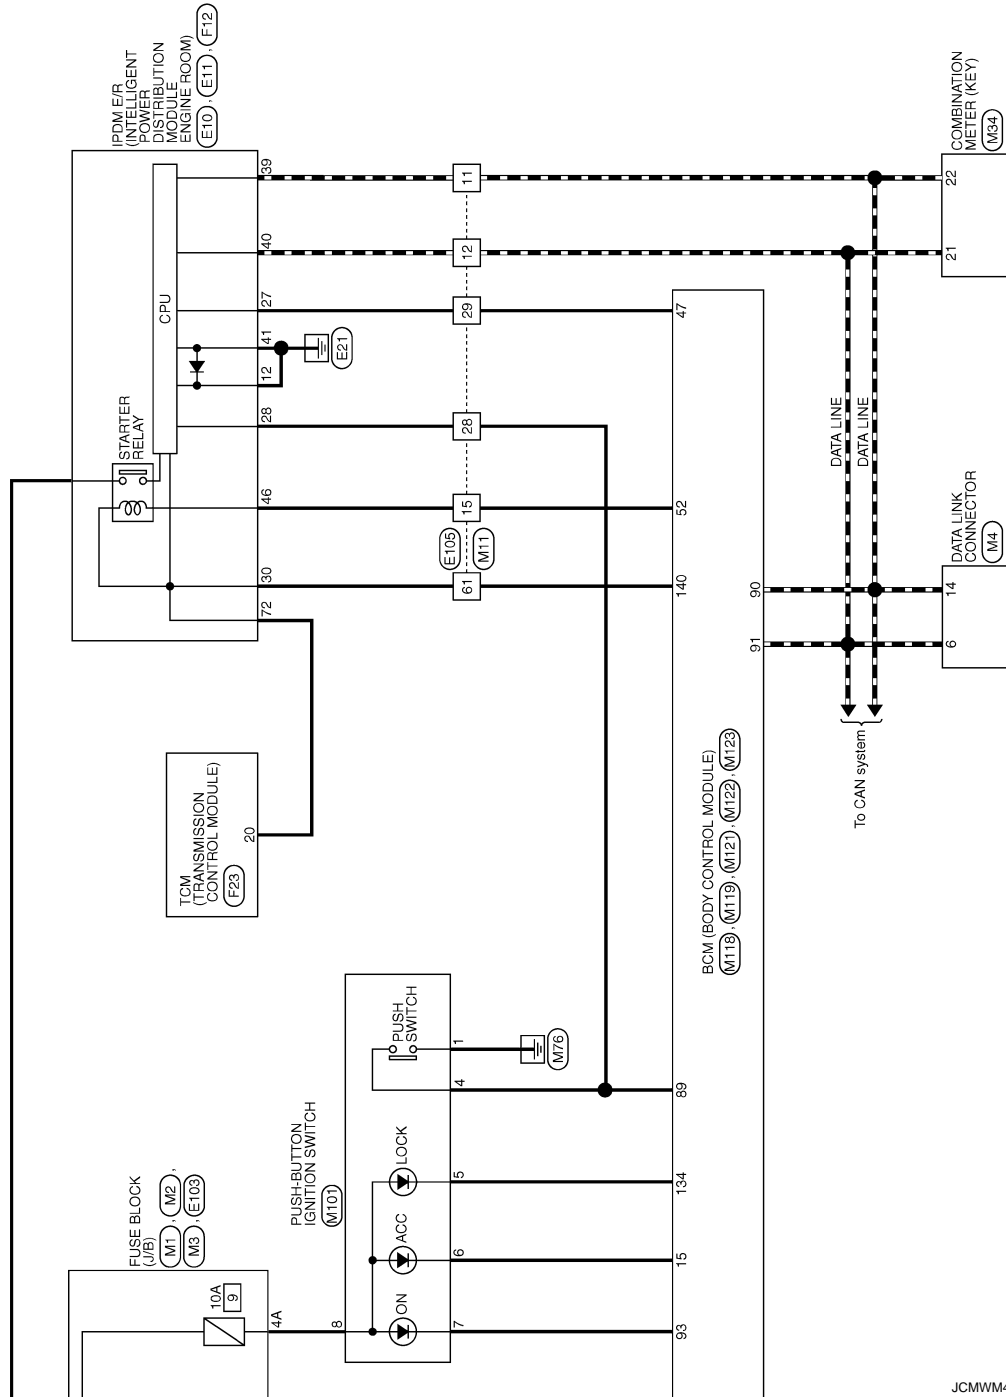 IPDM E/R
(INTELLIGENT
POWER
DISTRIBUTION
MODULE
ENGINE ROOM)
E10 , E11 , F12
CPU
STARTER
RELAY
39
40
27
41
12
28
46
30
72
E21
11
12
29
28
15
61
E105
M11
COMBINATION
METER (KEY)
M34
22
21
DATA LINE
DATA LINE
DATA LINK
CONNECTOR
M4
14
6
To CAN system
47
52
140
90
91
BCM (BODY CONTROL MODULE)
M118 , M119 , M121 , M122 , M123
89
134
15
93
TCM
(TRANSMISSION
CONTROL MODULE)
F23
20
PUSH-BUTTON
IGNITION SWITCH
M101
PUSH
SWITCH
1
4
M76
LOCK
5
ACC
6
ON
7
8
FUSE BLOCK
(J/B)
M1 , M2 ,
M3 , E103
10A
9
4A
JCMWM4